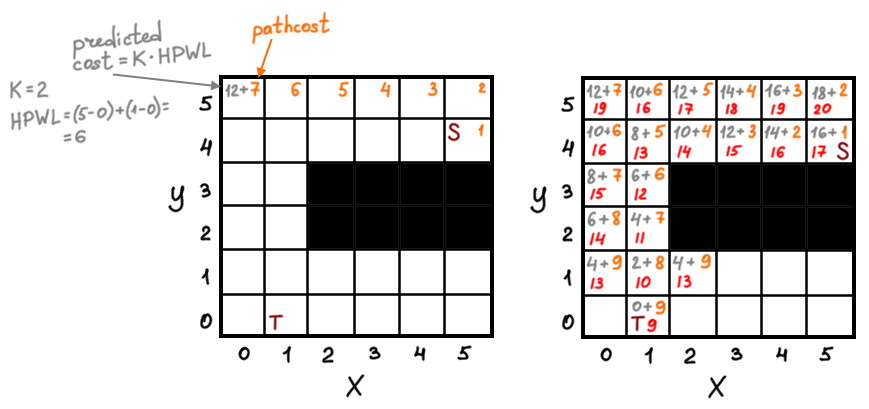 predicted
cost = K · HPWL
pathcost
K=2
HPWL=(5-0)+(1-0)=
=6
5 12+7 6 5 4 3 2
4 S 1
3
y
2
1
0 T
0 1 2 3 4 5
X
5 12+7 10+6 12+5 14+4 16+3 18+2
19 16 17 18 19 20
4 10+6 8+5 10+4 12+3 14+2 16+1
16 13 14 15 16 17 S
3 8+7 6+6
15 12
y
2 6+8 4+7
14 11
1 4+9 2+8 4+9
13 10 13
0 0+9
T 9
0 1 2 3 4 5
X